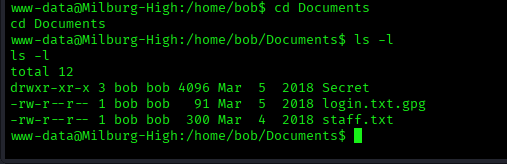 www-data@Milburg-High:/home/bob$ cd Documents
cd Documents
www-data@Milburg-High:/home/bob/Documents$ ls -l
ls -l
total 12
drwxr-xr-x 3 bob bob 4096 Mar  5  2018 Secret
-rw-r--r-- 1 bob bob   91 Mar  5  2018 login.txt.gpg
-rw-r--r-- 1 bob bob  300 Mar  4  2018 staff.txt
www-data@Milburg-High:/home/bob/Documents$